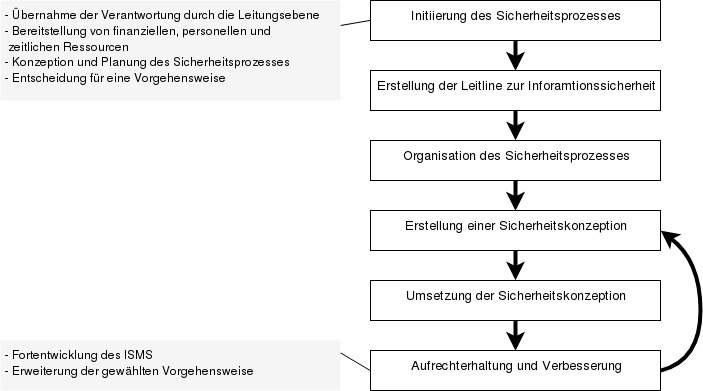 - Übernahme der Verantwortung durch die Leitungsebene
- Bereitstellung von finanziellen, personellen und
zeitlichen Ressourcen
- Konzeption und Planung des Sicherheitsprozesses
- Entscheidung für eine Vorgehensweise
Initiierung des Sicherheitsprozesses
Erstellung der Leitline zur Inforamtionssicherheit
Organisation des Sicherheitsprozesses
Erstellung einer Sicherheitskonzeption
Umsetzung der Sicherheitskonzeption
- Fortentwicklung des ISMS
- Erweiterung der gewählten Vorgehensweise
Aufrechterhaltung und Verbesserung